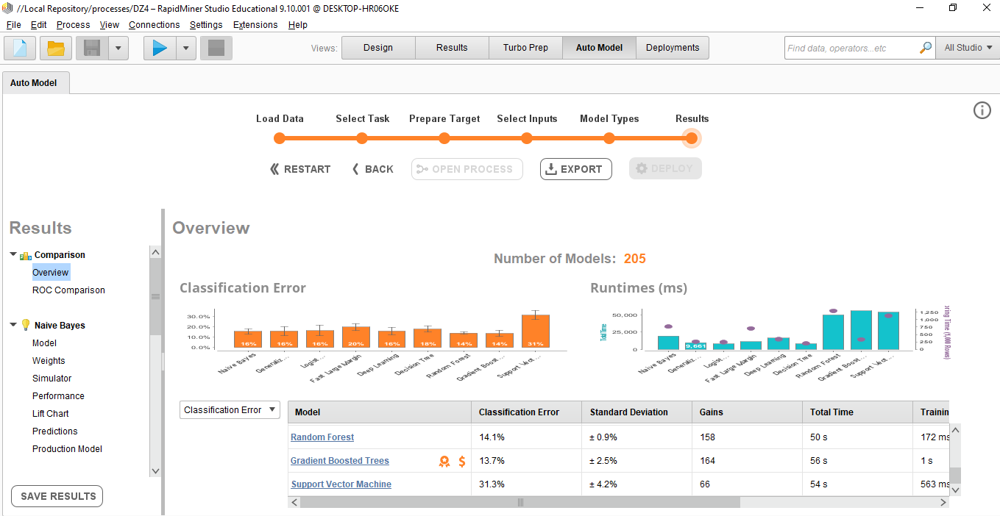 //Local Repository/processes/DZ4 – RapidMiner Studio Educational 9.10.001 @ DESKTOP-HR06OKE
File Edit Process View Connections Settings Extensions Help
Views: Design Results Turbo Prep Auto Model Deployments Find data, operators...etc All Studio
Auto Model
Load Data Select Task Prepare Target Select Inputs Model Types Results
RESTART BACK OPEN PROCESS EXPORT DEPLOY
Results
Comparison
Overview
ROC Comparison
Naive Bayes
Model
Weights
Simulator
Performance
Lift Chart
Predictions
Production Model
SAVE RESULTS
Overview
Number of Models: 205
Classification Error
30.0%
20.0%
10.0%
0.0%
16% 16% 16% 20% 16% 18% 14% 14% 31%
Naive Bayes Generaliz... Logist... Fast Large Margin Deep Learning Decision Tree Random Forest Gradient Boost... Support Vect...
Runtimes (ms)
Total Time
50,000
25,000
0
9,661
1,250
1,000
750
500
250
0
oring Time (1,000 Rows)
Naive Bayes Generaliz... Logist... Fast Large Margin Deep Learning Decision Tree Random Forest Gradient Boost... Support Vect...
Classification Error
Model Classification Error Standard Deviation Gains Total Time Trainin
Random Forest 14.1% ± 0.9% 158 50 s 172 ms
Gradient Boosted Trees $ 13.7% ± 2.5% 164 56 s 1 s
Support Vector Machine 31.3% ± 4.2% 66 54 s 563 ms